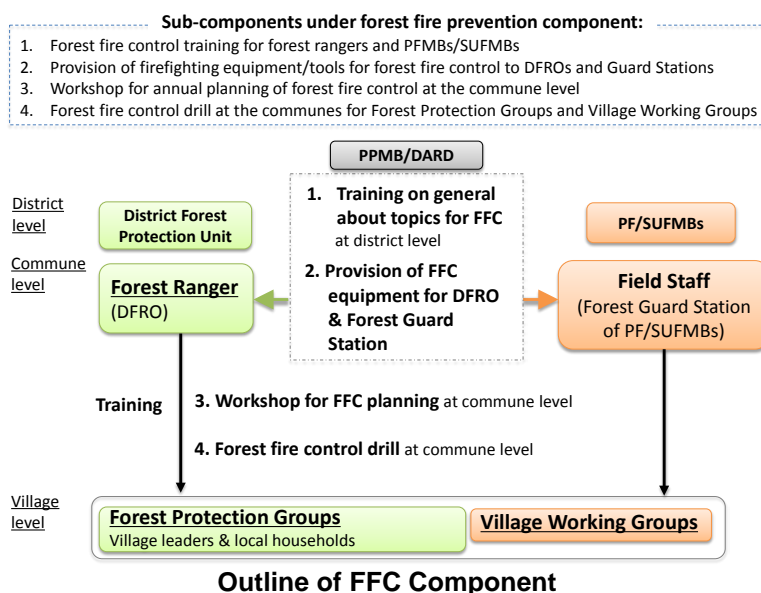 Sub-components under forest fire prevention component:
1. Forest fire control training for forest rangers and PFMBs/SUFMBs
2. Provision of firefighting equipment/tools for forest fire control to DFROs and Guard Stations
3. Workshop for annual planning of forest fire control at the commune level
4. Forest fire control drill at the communes for Forest Protection Groups and Village Working Groups
PPMB/DARD
District
level
District Forest
Protection Unit
1. Training on general
about topics for FFC
at district level
PF/SUFMBs
Commune
level
Forest Ranger
(DFRO)
2. Provision of FFC
equipment for DFRO
& Forest Guard
Station
Field Staff
(Forest Guard Station
of PF/SUFMBs)
Training
3. Workshop for FFC planning at commune level
4. Forest fire control drill at commune level
Village
level
Forest Protection Groups
Village leaders & local households
Village Working Groups
Outline of FFC Component